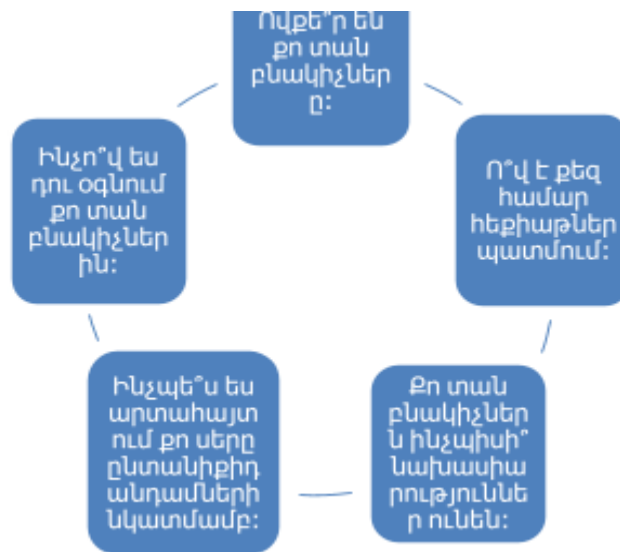 Ովքե՞ր են
քո տան
բնակիչներ
ը:
Ո՞վ է քեզ
համար
հեքիաթներ
պատմում:
Քո տան
բնակիչներ
ն ինչպիսի՞
նախասիա
րություննե
ր ունեն:
Ինչպե՞ս ես
արտահայտ
ում քո սերը
ընտանիքիդ
անդամների
նկատմամբ:
Ինչո՞վ ես
դու օգնում
քո տան
բնակիչներ
ին: